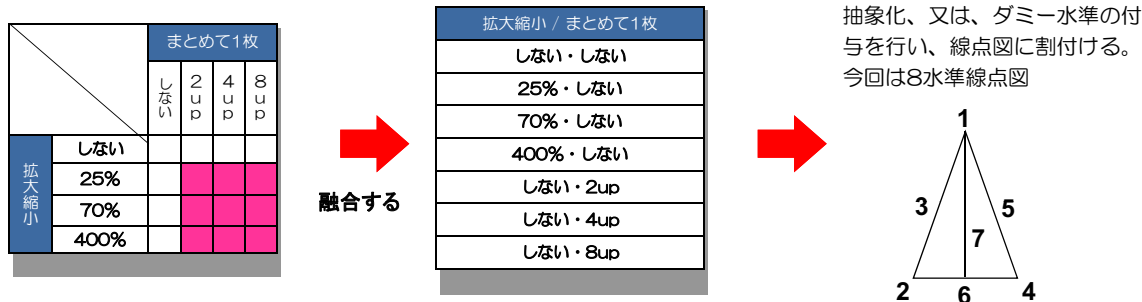 まとめて1枚
しない
2up
4up
8up
拡大縮小
しない
25%
70%
400%
融合する
拡大縮小 / まとめて1枚
しない・しない
25%・しない
70%・しない
400%・しない
しない・2up
しない・4up
しない・8up
抽象化、又は、ダミー水準の付
与を行い、線点図に割付ける。
今回は8水準線点図
1
3
5
7
2
6
4